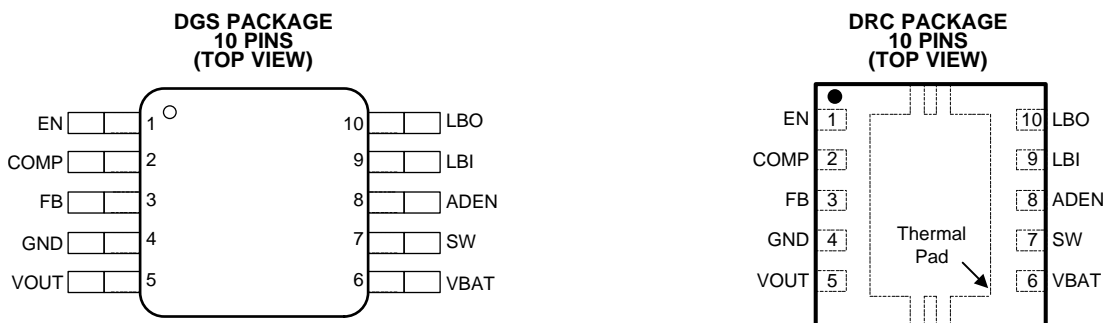 DGS PACKAGE
10 PINS
(TOP VIEW)
EN 1 10 LBO
COMP 2 9 LBI
FB 3 8 ADEN
GND 4 7 SW
VOUT 5 6 VBAT
DRC PACKAGE
10 PINS
(TOP VIEW)
EN 1 10 LBO
COMP 2 9 LBI
FB 3 8 ADEN
GND 4 7 SW
Thermal
Pad
VOUT 5 6 VBAT